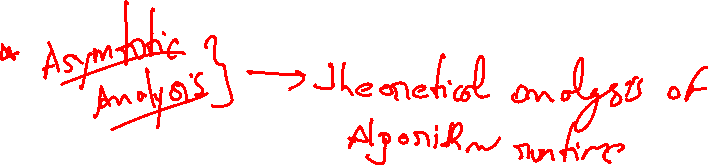 * Asymptotic
Analysis } → Theoretical analysis of
Algorithm runtime